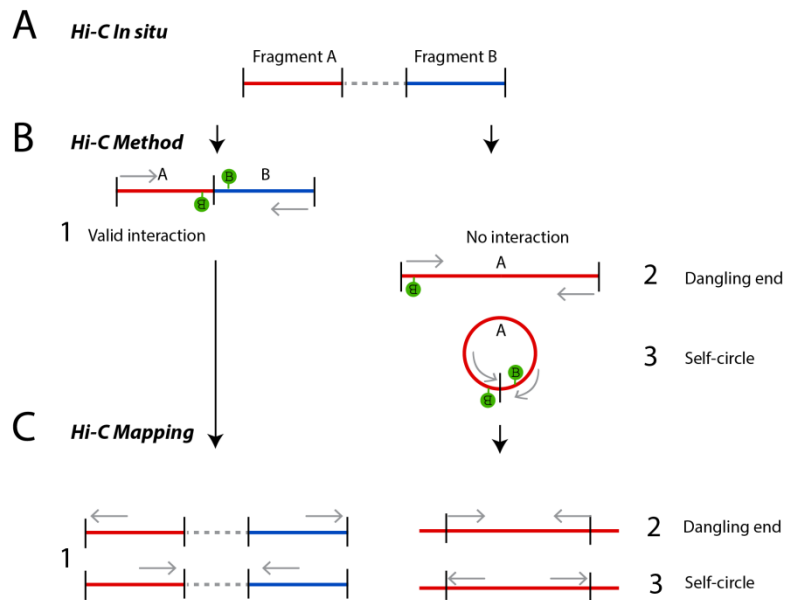 A Hi-C In situ
Fragment A Fragment B
B Hi-C Method
A B
B
B
1 Valid interaction
No interaction
A
2 Dangling end
B
A
3 Self-circle
B
B
C Hi-C Mapping
1
2 Dangling end
3 Self-circle